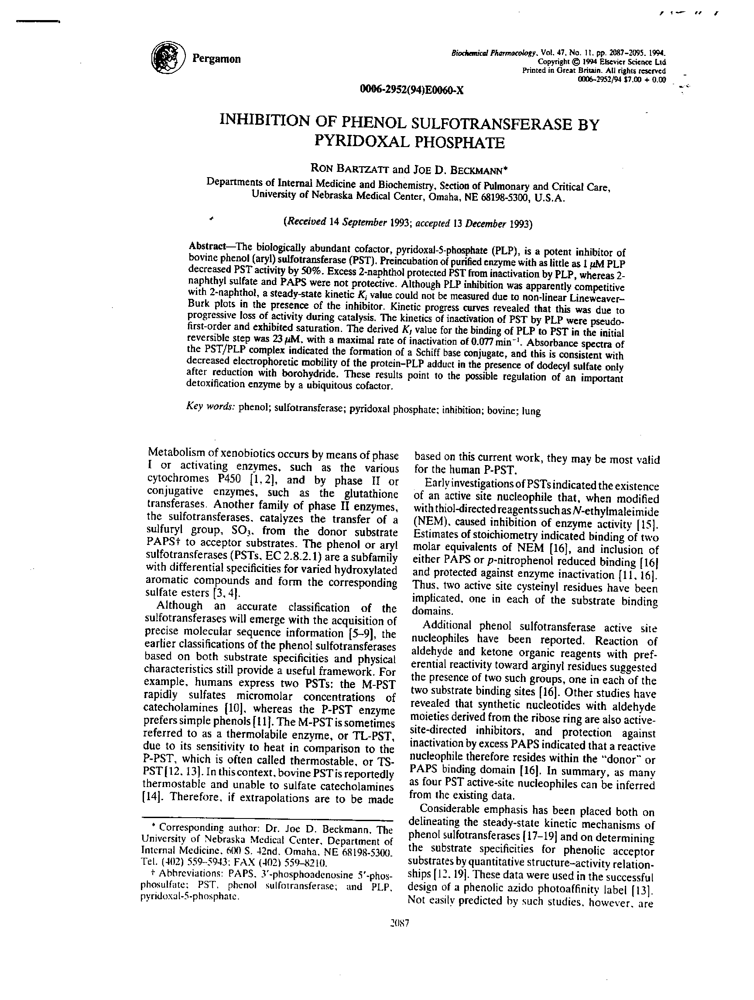 Pergamon
Biochemical Pharmacology, Vol. 47, No. 11, pp. 2087–2095, 1994.
Copyright © 1994 Elsevier Science Ltd
Printed in Great Britain. All rights reserved
0006-2952/94 $7.00 + 0.00
0006-2952(94)E0060-X
INHIBITION OF PHENOL SULFOTRANSFERASE BY
PYRIDOXAL PHOSPHATE
RON BARTZATT and JOE D. BECKMANN*
Departments of Internal Medicine and Biochemistry, Section of Pulmonary and Critical Care,
University of Nebraska Medical Center, Omaha, NE 68198-5300, U.S.A.
(Received 14 September 1993; accepted 13 December 1993)
Abstract—The biologically abundant cofactor, pyridoxal-5-phosphate (PLP), is a potent inhibitor of
bovine phenol (aryl) sulfotransferase (PST). Preincubation of purified enzyme with as little as 1 μM PLP
decreased PST activity by 50%. Excess 2-naphthol protected PST from inactivation by PLP, whereas 2-
naphthyl sulfate and PAPS were not protective. Although PLP inhibition was apparently competitive
with 2-naphthol, a steady-state kinetic Ki value could not be measured due to non-linear Lineweaver–
Burk plots in the presence of the inhibitor. Kinetic progress curves revealed that this was due to
progressive loss of activity during catalysis. The kinetics of inactivation of PST by PLP were pseudo-
first-order and exhibited saturation. The derived Ki value for the binding of PLP to PST in the initial
reversible step was 23 μM, with a maximal rate of inactivation of 0.077 min⁻¹. Absorbance spectra of
the PST/PLP complex indicated the formation of a Schiff base conjugate, and this is consistent with
decreased electrophoretic mobility of the protein–PLP adduct in the presence of dodecyl sulfate only
after reduction with borohydride. These results point to the possible regulation of an important
detoxification enzyme by a ubiquitous cofactor.
Key words: phenol; sulfotransferase; pyridoxal phosphate; inhibition; bovine; lung
Metabolism of xenobiotics occurs by means of phase
I or activating enzymes, such as the various
cytochromes P450 [1, 2], and by phase II or
conjugative enzymes, such as the glutathione
transferases. Another family of phase II enzymes,
the sulfotransferases, catalyzes the transfer of a
sulfuryl group, SO3, from the donor substrate
PAPS† to acceptor substrates. The phenol or aryl
sulfotransferases (PSTs, EC 2.8.2.1) are a subfamily
with differential specificities for varied hydroxylated
aromatic compounds and form the corresponding
sulfate esters [3, 4].
Although an accurate classification of the
sulfotransferases will emerge with the acquisition of
precise molecular sequence information [5–9], the
earlier classifications of the phenol sulfotransferases
based on both substrate specificities and physical
characteristics still provide a useful framework. For
example, humans express two PSTs: the M-PST
rapidly sulfates micromolar concentrations of
catecholamines [10], whereas the P-PST enzyme
prefers simple phenols [11]. The M-PST is sometimes
referred to as a thermolabile enzyme, or TL-PST,
due to its sensitivity to heat in comparison to the
P-PST, which is often called thermostable, or TS-
PST [12, 13]. In this context, bovine PST is reportedly
thermostable and unable to sulfate catecholamines
[14]. Therefore, if extrapolations are to be made
* Corresponding author: Dr. Joe D. Beckmann, The
University of Nebraska Medical Center, Department of
Internal Medicine, 600 S. 42nd, Omaha, NE 68198-5300.
Tel. (402) 559–5943; FAX (402) 559–8210.
† Abbreviations: PAPS, 3'-phosphoadenosine 5'-phos-
phosulfate; PST, phenol sulfotransferase; and PLP,
pyridoxal-5-phosphate.
based on this current work, they may be most valid
for the human P-PST.
Early investigations of PSTs indicated the existence
of an active site nucleophile that, when modified
with thiol-directed reagents such as N-ethylmaleimide
(NEM), caused inhibition of enzyme activity [15].
Estimates of stoichiometry indicated binding of two
molar equivalents of NEM [16], and inclusion of
either PAPS or p-nitrophenol reduced binding [16]
and protected against enzyme inactivation [11, 16].
Thus, two active site cysteinyl residues have been
implicated, one in each of the substrate binding
domains.
Additional phenol sulfotransferase active site
nucleophiles have been reported. Reaction of
aldehyde and ketone organic reagents with pref-
erential reactivity toward arginyl residues suggested
the presence of two such groups, one in each of the
two substrate binding sites [16]. Other studies have
revealed that synthetic nucleotides with aldehyde
moieties derived from the ribose ring are also active-
site-directed inhibitors, and protection against
inactivation by excess PAPS indicated that a reactive
nucleophile therefore resides within the "donor" or
PAPS binding domain [16]. In summary, as many
as four PST active-site nucleophiles can be inferred
from the existing data.
Considerable emphasis has been placed both on
delineating the steady-state kinetic mechanisms of
phenol sulfotransferases [17–19] and on determining
the substrate specificities for phenolic acceptor
substrates by quantitative structure–activity relation-
ships [12, 19]. These data were used in the successful
design of a phenolic azido photoaffinity label [13].
Not easily predicted by such studies, however, are
2087